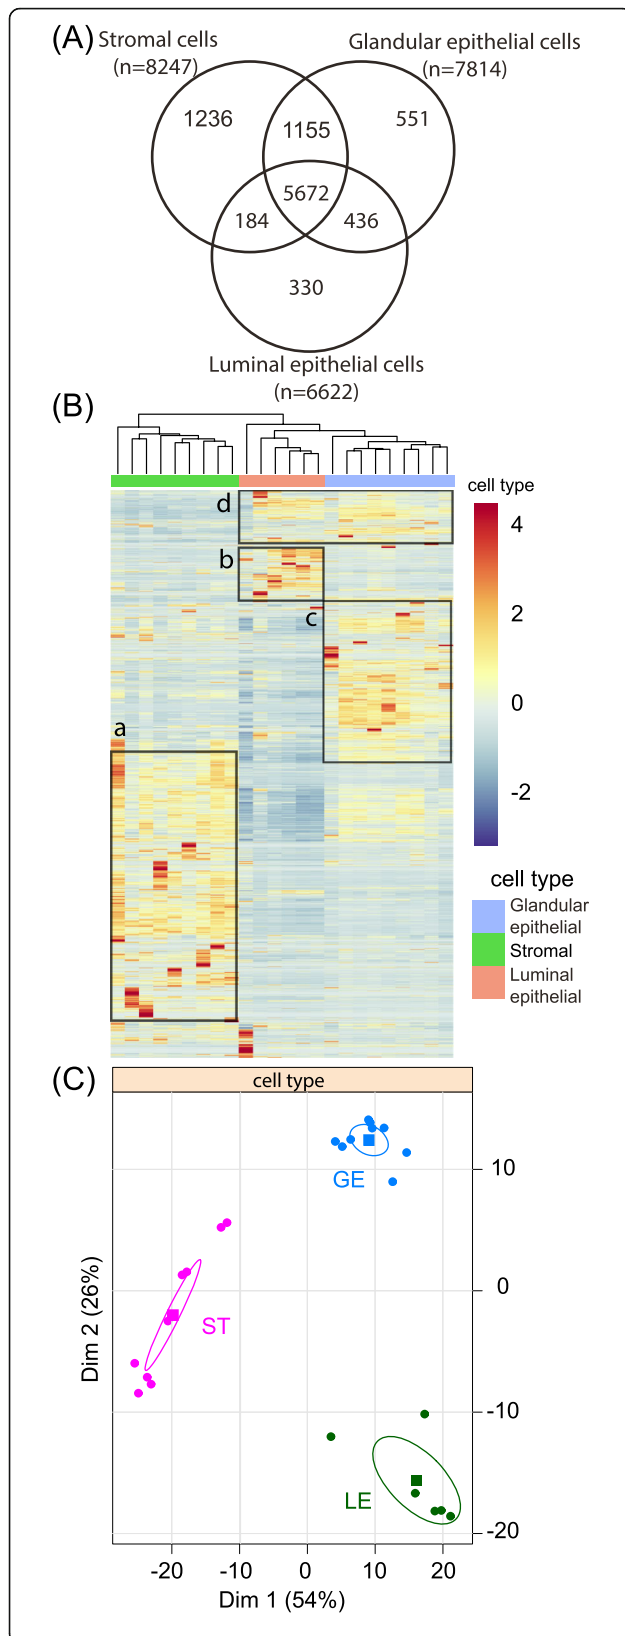 (A)
Stromal cells
(n=8247)
Glandular epithelial cells
(n=7814)
1236
1155
551
5672
184
436
330
Luminal epithelial cells
(n=6622)
(B)
cell type
d
b
c
a
4
2
0
-2
cell type
Glandular
epithelial
Stromal
Luminal
epithelial
(C)
cell type
GE
ST
LE
10
0
-10
-20
Dim 2 (26%)
-20
-10
0
10
20
Dim 1 (54%)